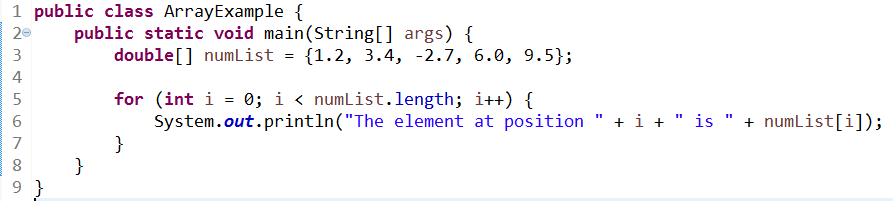 1 public class ArrayExample {
2 public static void main(String[] args) {
3 double[] numList = {1.2, 3.4, -2.7, 6.0, 9.5};
4
5 for (int i = 0; i < numList.length; i++) {
6 System.out.println("The element at position " + i + " is " + numList[i]);
7 }
8 }
9 }